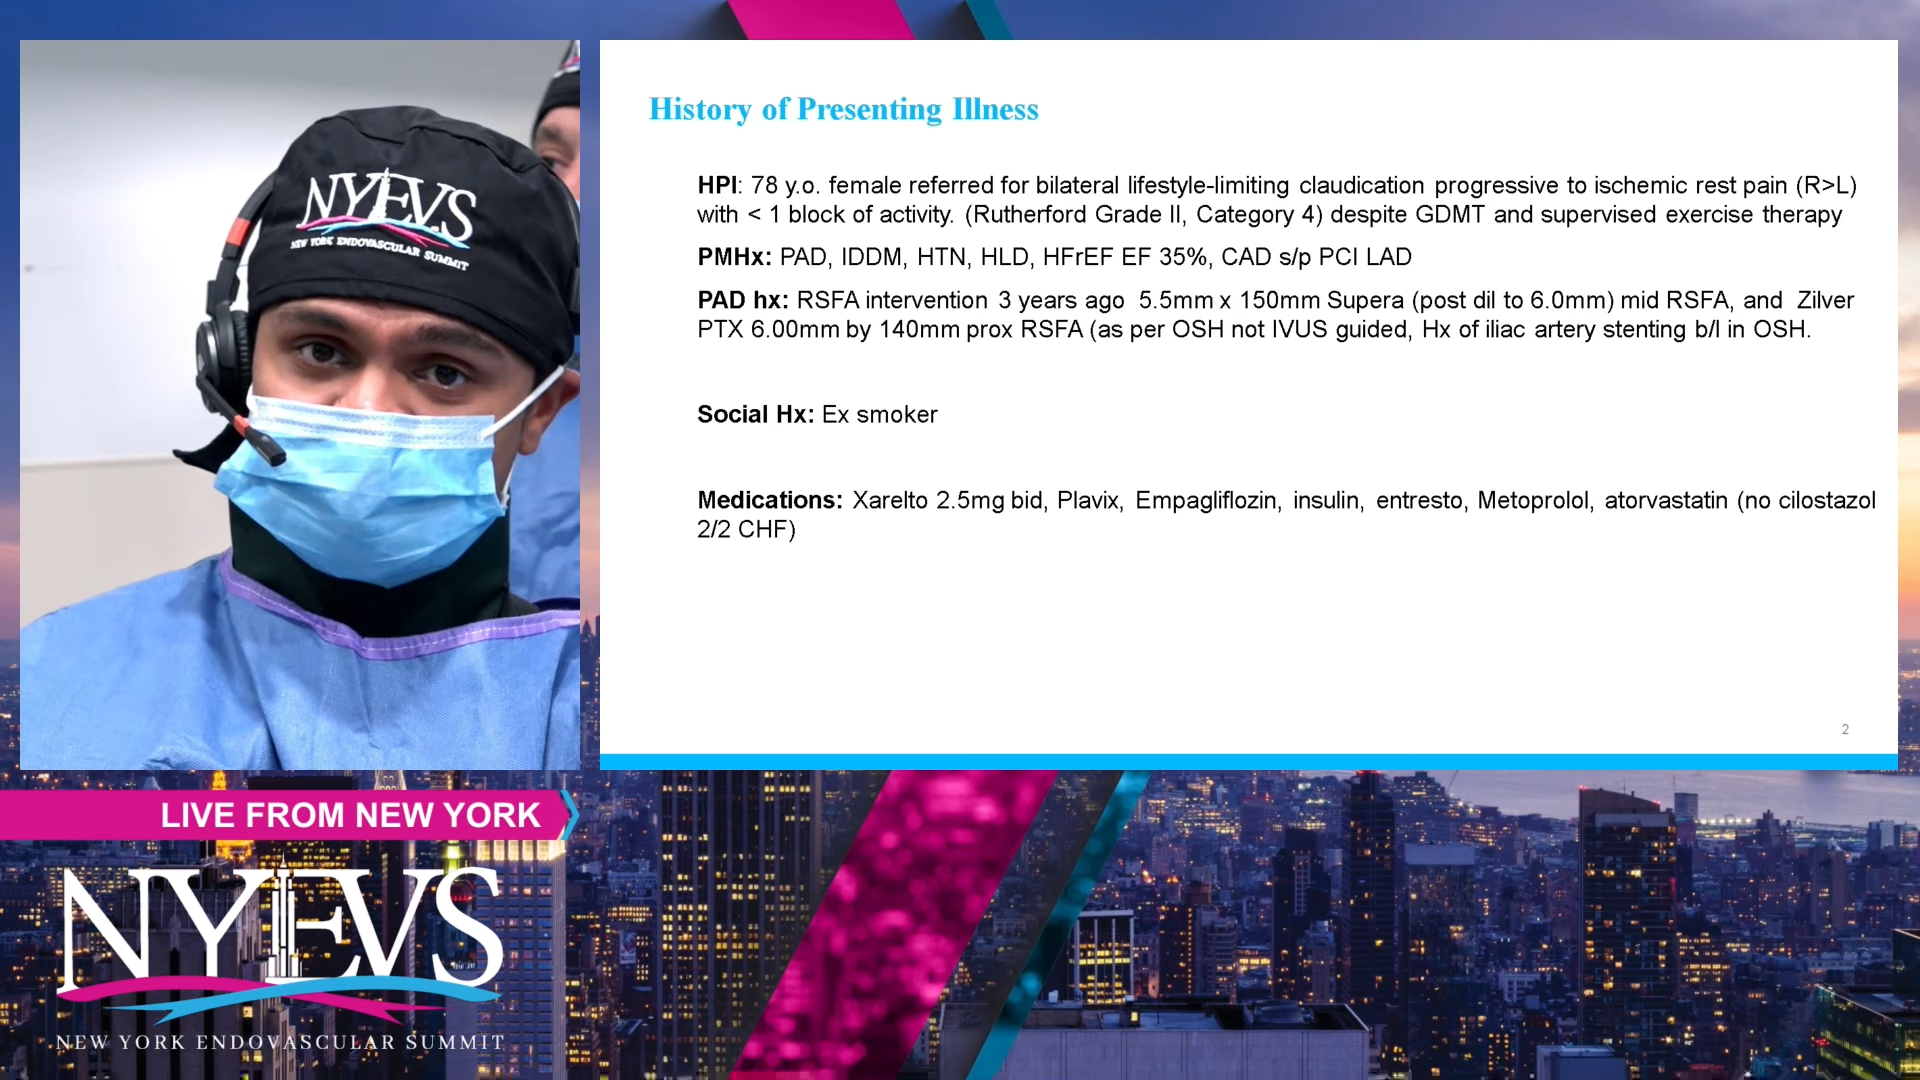 NYEVS
NEW YORK ENDOVASCULAR SUMMIT
History of Presenting Illness
HPI: 78 y.o. female referred for bilateral lifestyle-limiting claudication progressive to ischemic rest pain (R>L)
with < 1 block of activity. (Rutherford Grade II, Category 4) despite GDMT and supervised exercise therapy
PMHx: PAD, IDDM, HTN, HLD, HFrEF EF 35%, CAD s/p PCI LAD
PAD hx: RSFA intervention 3 years ago 5.5mm x 150mm Supera (post dil to 6.0mm) mid RSFA, and Zilver
PTX 6.00mm by 140mm prox RSFA (as per OSH not IVUS guided, Hx of iliac artery stenting b/l in OSH.
Social Hx: Ex smoker
Medications: Xarelto 2.5mg bid, Plavix, Empagliflozin, insulin, entresto, Metoprolol, atorvastatin (no cilostazol
2/2 CHF)
2
LIVE FROM NEW YORK
NYEVS
NEW YORK ENDOVASCULAR SUMMIT